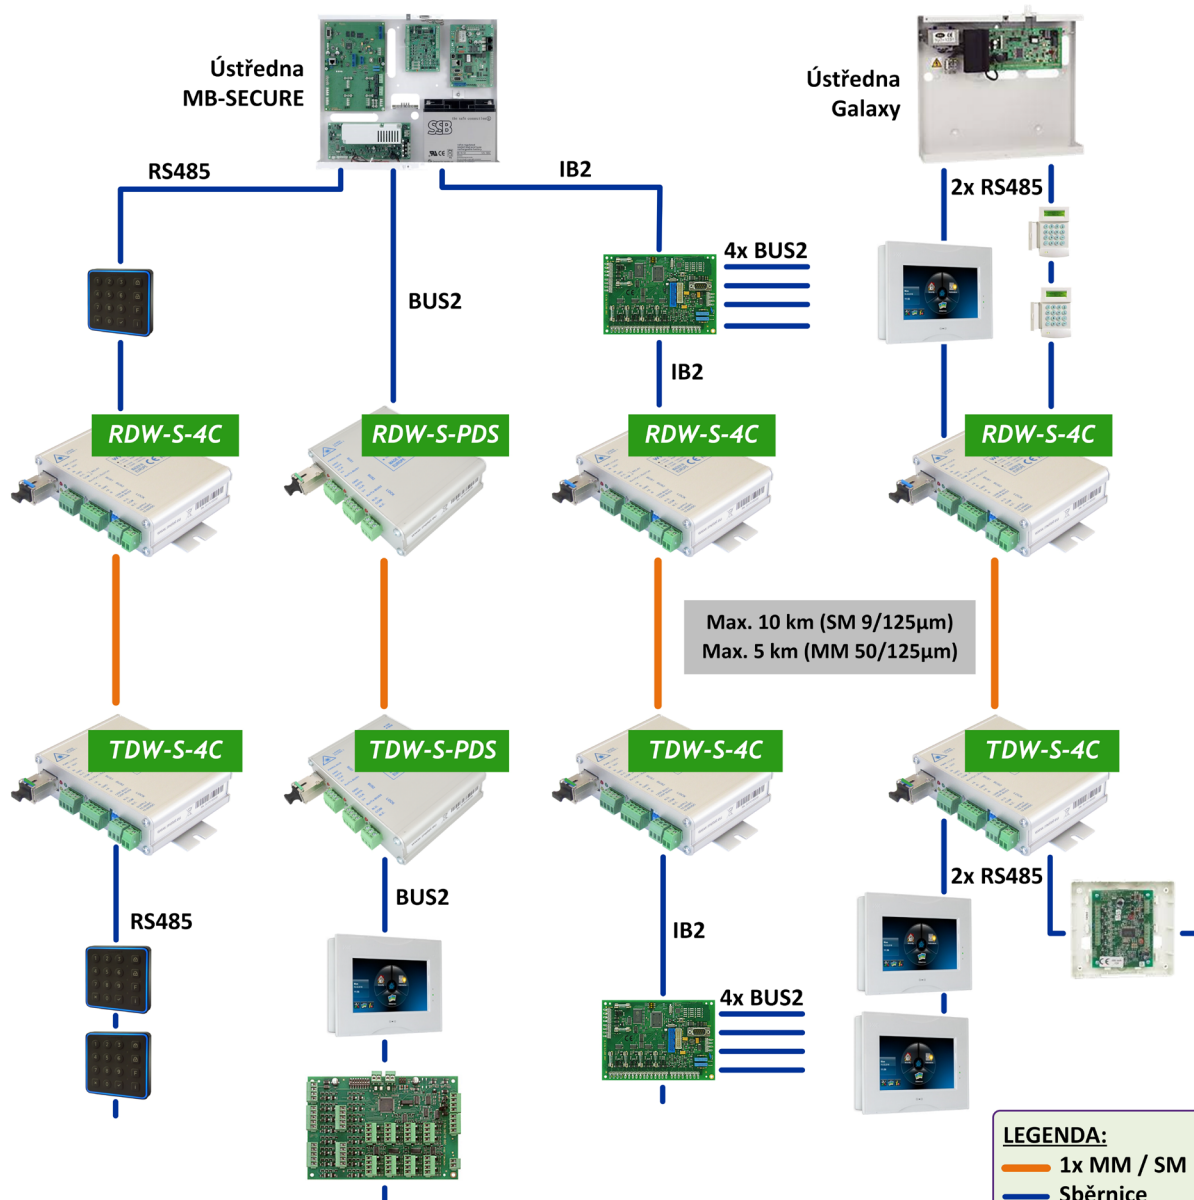 Ústředna
MB-SECURE
Ústředna
Galaxy
SSB
RS485
IB2
2x RS485
4x BUS2
BUS2
IB2
RDW-S-4C
RDW-S-PDS
RDW-S-4C
RDW-S-4C
Max. 10 km (SM 9/125µm)
Max. 5 km (MM 50/125µm)
TDW-S-4C
TDW-S-PDS
TDW-S-4C
TDW-S-4C
2x RS485
BUS2
RS485
IB2
4x BUS2
LEGENDA:
1x MM / SM
Sběrnice